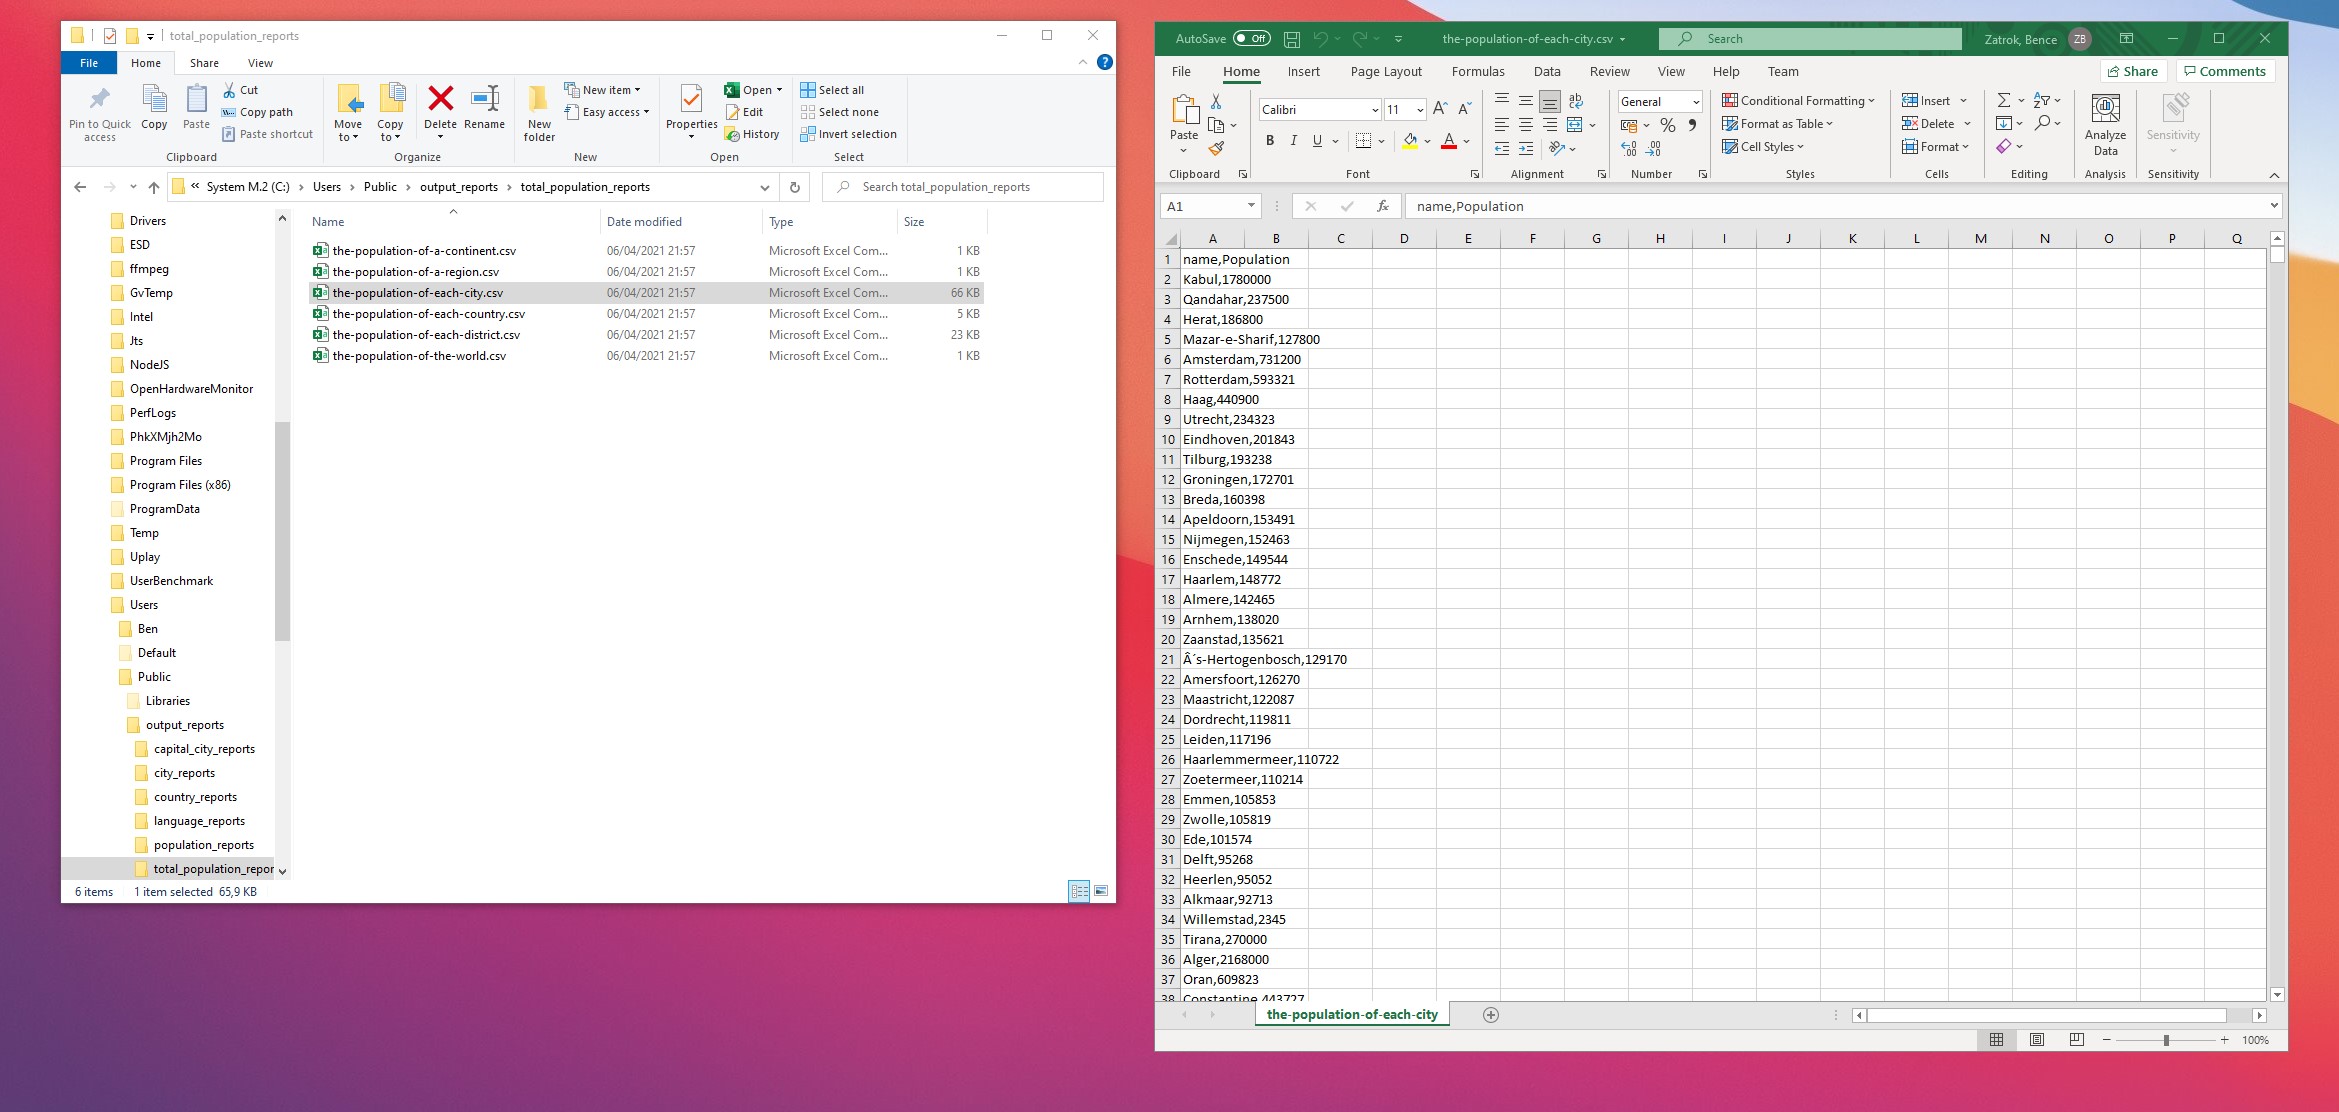 total_population_reports
File Home Share View
Pin to Quick access
Copy
Paste
Cut
Copy path
Paste shortcut
Clipboard
Move to
Copy to
Delete
Rename
Organize
New folder
New item
Easy access
New
Properties
Open
Edit
History
Open
Select all
Select none
Invert selection
Select
« System M.2 (C:) › Users › Public › output_reports › total_population_reports
Search total_population_reports
Drivers
ESD
ffmpeg
GvTemp
Intel
Jts
NodeJS
OpenHardwareMonitor
PerfLogs
PhkXMjh2Mo
Program Files
Program Files (x86)
ProgramData
Temp
Uplay
UserBenchmark
Users
Ben
Default
Public
Libraries
output_reports
capital_city_reports
city_reports
country_reports
language_reports
population_reports
total_population_repor
Name Date modified Type Size
the-population-of-a-continent.csv 06/04/2021 21:57 Microsoft Excel Com... 1 KB
the-population-of-a-region.csv 06/04/2021 21:57 Microsoft Excel Com... 1 KB
the-population-of-each-city.csv 06/04/2021 21:57 Microsoft Excel Com... 66 KB
the-population-of-each-country.csv 06/04/2021 21:57 Microsoft Excel Com... 5 KB
the-population-of-each-district.csv 06/04/2021 21:57 Microsoft Excel Com... 23 KB
the-population-of-the-world.csv 06/04/2021 21:57 Microsoft Excel Com... 1 KB
6 items 1 item selected 65,9 KB
AutoSave Off the-population-of-each-city.csv Search Zatrok, Bence ZB
File Home Insert Page Layout Formulas Data Review View Help Team Share Comments
Paste
Clipboard
Calibri 11
B I U
Font
Alignment
General
Number
Conditional Formatting
Format as Table
Cell Styles
Styles
Insert
Delete
Format
Cells
Editing
Analyze Data
Analysis
Sensitivity
Sensitivity
A1 fx name,Population
A B C D E F G H I J K L M N O P Q
1 name,Population
2 Kabul,1780000
3 Qandahar,237500
4 Herat,186800
5 Mazar-e-Sharif,127800
6 Amsterdam,731200
7 Rotterdam,593321
8 Haag,440900
9 Utrecht,234323
10 Eindhoven,201843
11 Tilburg,193238
12 Groningen,172701
13 Breda,160398
14 Apeldoorn,153491
15 Nijmegen,152463
16 Enschede,149544
17 Haarlem,148772
18 Almere,142465
19 Arnhem,138020
20 Zaanstad,135621
21 Â´s-Hertogenbosch,129170
22 Amersfoort,126270
23 Maastricht,122087
24 Dordrecht,119811
25 Leiden,117196
26 Haarlemmermeer,110722
27 Zoetermeer,110214
28 Emmen,105853
29 Zwolle,105819
30 Ede,101574
31 Delft,95268
32 Heerlen,95052
33 Alkmaar,92713
34 Willemstad,2345
35 Tirana,270000
36 Alger,2168000
37 Oran,609823
38 Constantine,443727
the-population-of-each-city
100%